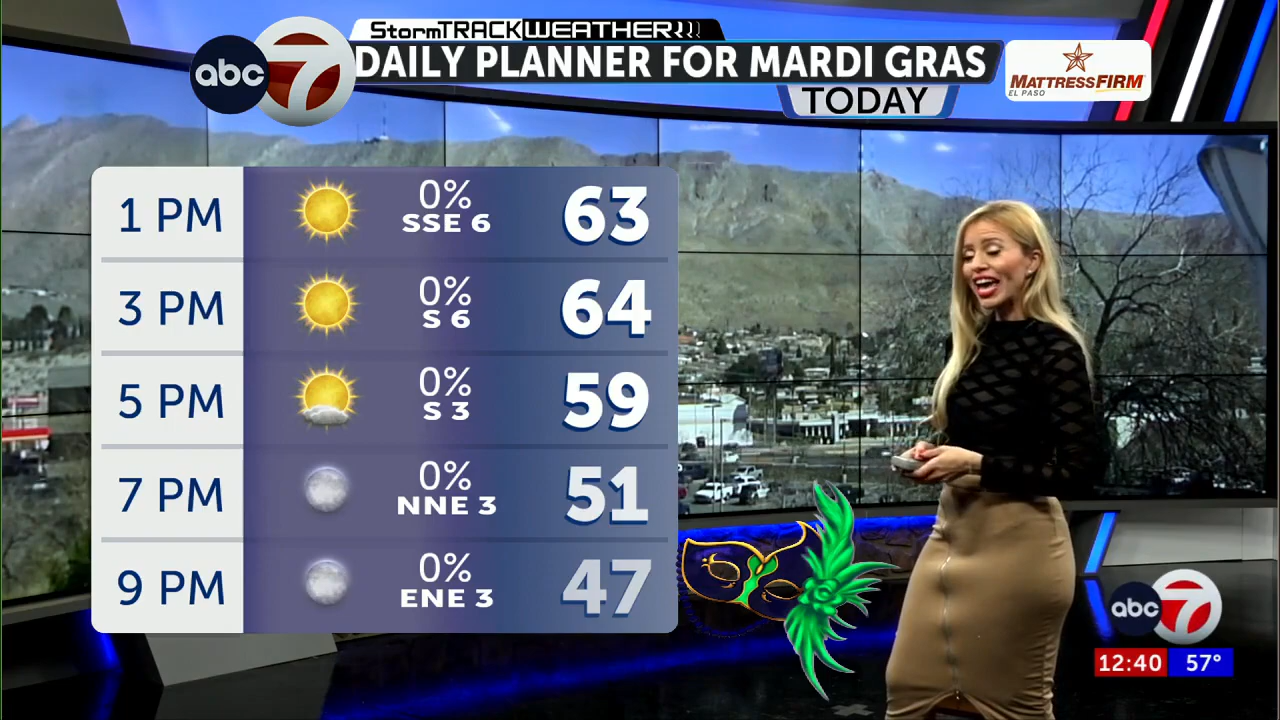 StormTRACKWEATHER
abc 7
DAILY PLANNER FOR MARDI GRAS
TODAY
MATTRESSFIRM
EL PASO
1 PM 0% SSE 6 63
3 PM 0% S 6 64
5 PM 0% S 3 59
7 PM 0% NNE 3 51
9 PM 0% ENE 3 47
abc 7
12:40 57°